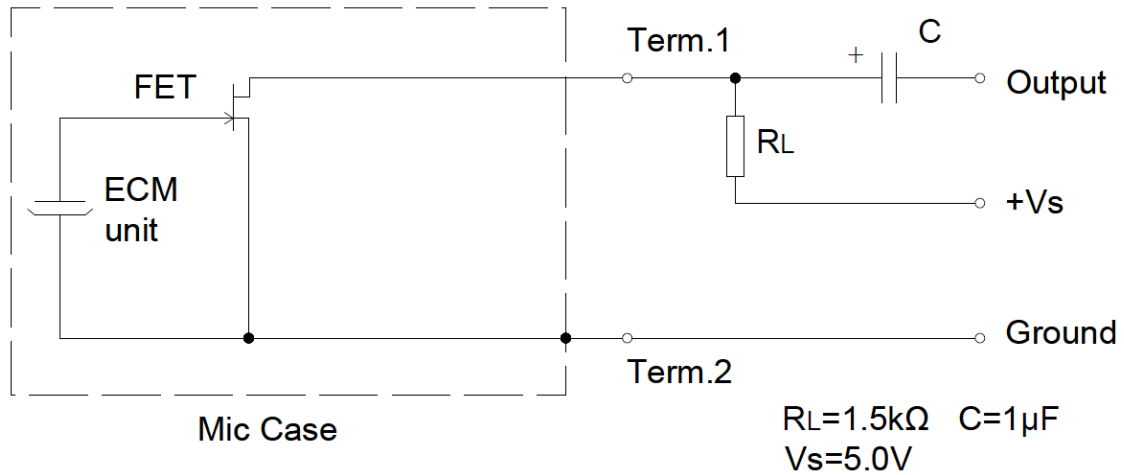 Term.1
+
C
FET
Output
RL
ECM
unit
+Vs
Ground
Term.2
Mic Case
RL=1.5kΩ C=1µF
Vs=5.0V